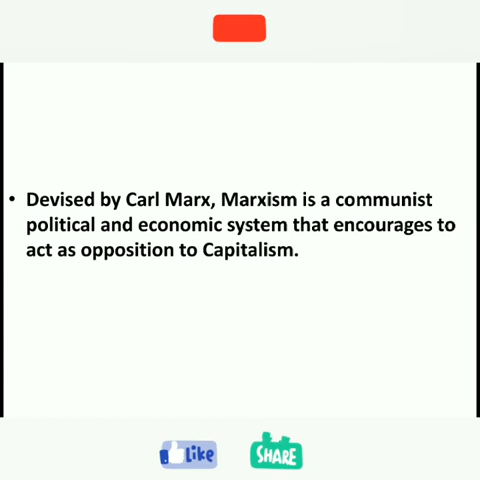 • Devised by Carl Marx, Marxism is a communist
political and economic system that encourages to
act as opposition to Capitalism.
Like
SHARE